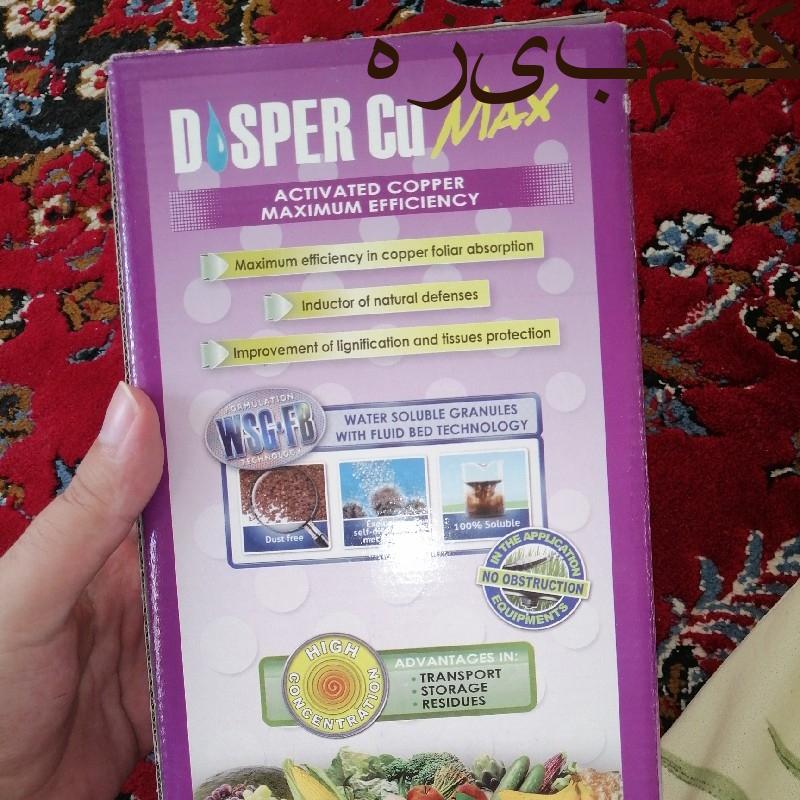 کمبیزه
DISPER Cu MAX
ACTIVATED COPPER
MAXIMUM EFFICIENCY
Maximum efficiency in copper foliar absorption
Inductor of natural defenses
Improvement of lignification and tissues protection
FORMULATION
WSG-FB
TECHNOLOGY
WATER SOLUBLE GRANULES
WITH FLUID BED TECHNOLOGY
Dust free
100% Soluble
IN THE APPLICATION
NO OBSTRUCTION
EQUIPMENTS
HIGH
CONCENTRATION
ADVANTAGES IN:
· TRANSPORT
· STORAGE
· RESIDUES